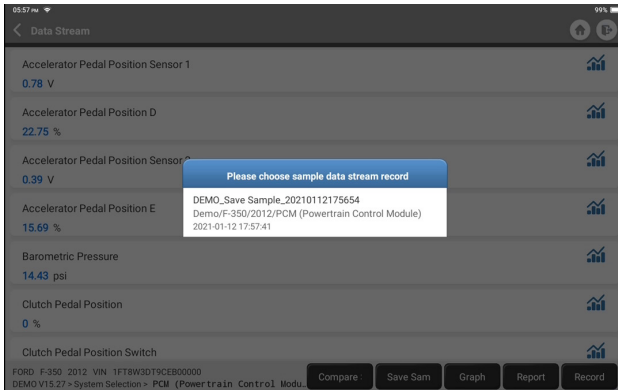 05:57 PM
99%
Data Stream
Accelerator Pedal Position Sensor 1
0.78 V
Accelerator Pedal Position D
22.75 %
Accelerator Pedal Position Sensor
0.39 V
Accelerator Pedal Position E
15.69 %
Barometric Pressure
14.43 psi
Clutch Pedal Position
0 %
Clutch Pedal Position Switch
Please choose sample data stream record
DEMO_Save Sample_20210112175654
Demo/F-350/2012/PCM (Powertrain Control Module)
2021-01-12 17:57:41
FORD F-350 2012 VIN 1FT8W3DT9CEB00000
DEMO V15.27 > System Selection > PCM (Powertrain Control Modu…
Compare
Save Sam
Graph
Report
Record